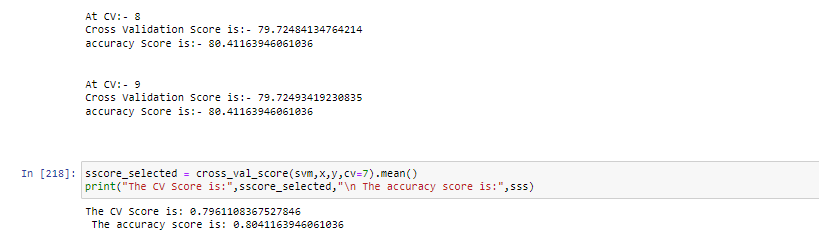 At CV:- 8
Cross Validation Score is:- 79.72484134764214
accuracy Score is:- 80.41163946061036
At CV:- 9
Cross Validation Score is:- 79.72493419230835
accuracy Score is:- 80.41163946061036
In [218]: sscore_selected = cross_val_score(svm,x,y,cv=7).mean()
print("The CV Score is:",sscore_selected,"\n The accuracy score is:",sss)
The CV Score is: 0.7961108367527846
The accuracy score is: 0.8041163946061036